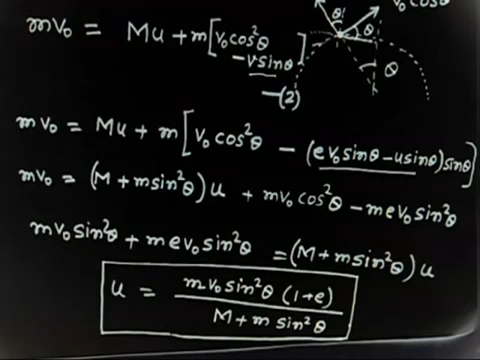 v₀cosθ
θ'
θ
mv₀ = Mu + m[v₀cos²θ
- vsinθ]
θ
-(2)
mv₀ = Mu + m[v₀cos²θ - (ev₀sinθ - usinθ)sinθ]
mv₀ = (M + msin²θ)u + mv₀cos²θ - mev₀sin²θ
mv₀sin²θ + mev₀sin²θ = (M + msin²θ)u
u = mv₀sin²θ (1+e) / M + m sin²θ